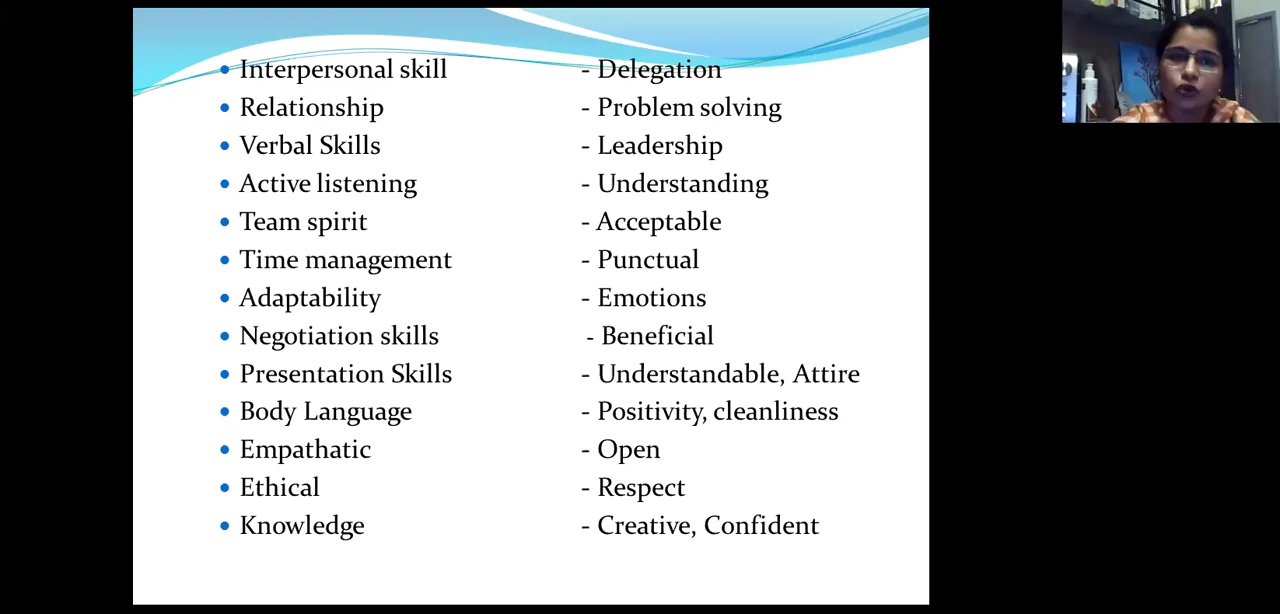 • Interpersonal skill - Delegation
• Relationship - Problem solving
• Verbal Skills - Leadership
• Active listening - Understanding
• Team spirit - Acceptable
• Time management - Punctual
• Adaptability - Emotions
• Negotiation skills - Beneficial
• Presentation Skills - Understandable, Attire
• Body Language - Positivity, cleanliness
• Empathatic - Open
• Ethical - Respect
• Knowledge - Creative, Confident